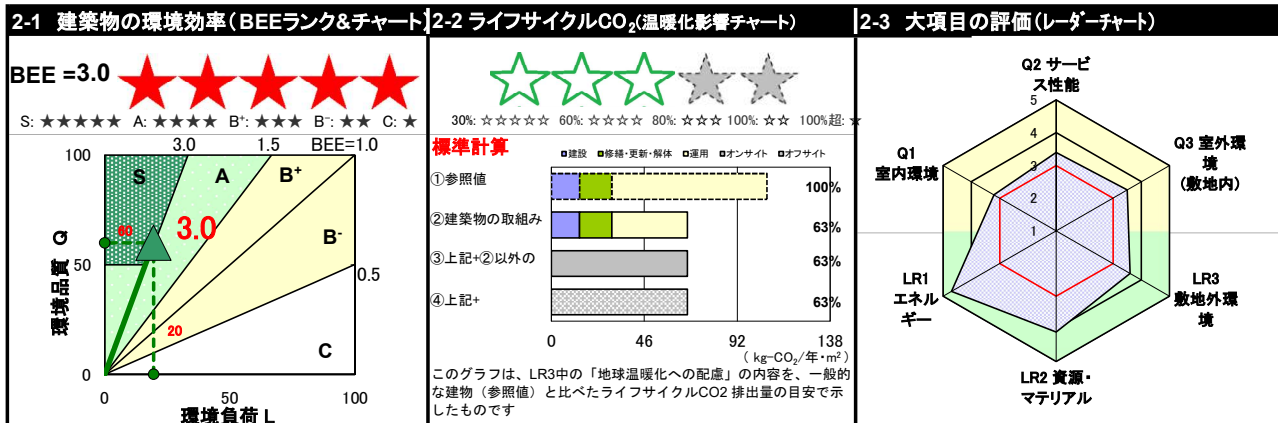 2-1 建築物の環境効率(BEEランク&チャート)
BEE =3.0
S: ★★★★★ A: ★★★★ B⁺: ★★★ B⁻: ★★ C: ★
3.0 1.5 BEE=1.0
100
S A B⁺
60 3.0
B⁻
50
0.5
環境品質 Q
20
C
0
0 50 100
環境負荷 L
2-2 ライフサイクルCO₂(温暖化影響チャート)
30%: ☆☆☆☆☆ 60%: ☆☆☆☆ 80%: ☆☆☆ 100%: ☆☆ 100%超: ☆
標準計算
建設 修繕・更新・解体 運用 オンサイト オフサイト
①参照値 100%
②建築物の取組み 63%
③上記+②以外の 63%
④上記+ 63%
0 46 92 138
( kg-CO₂/年・m²)
このグラフは、LR3中の「地球温暖化への配慮」の内容を、一般的
な建物(参照値)と比べたライフサイクルCO2 排出量の目安で示
したものです
2-3 大項目の評価(レーダーチャート)
Q2 サービ
ス性能
5
4
3
2
1
Q1
室内環境
Q3 室外環
境
(敷地内)
LR1
エネル
ギー
LR3
敷地外環
境
LR2 資源・
マテリアル